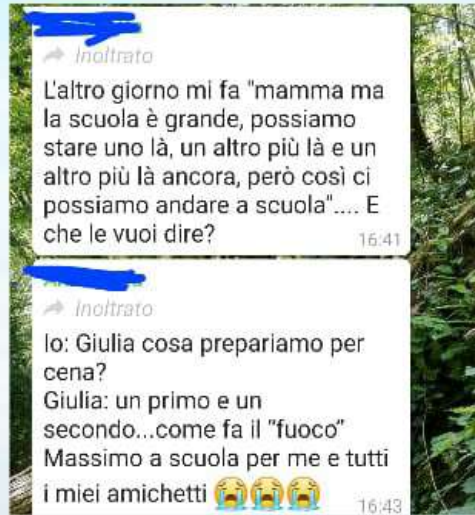 Inoltrato
L'altro giorno mi fa "mamma ma
la scuola è grande, possiamo
stare uno là, un altro più là e un
altro più là ancora, però così ci
possiamo andare a scuola".... E
che le vuoi dire?
16:41
Inoltrato
Io: Giulia cosa prepariamo per
cena?
Giulia: un primo e un
secondo...come fa il "fuoco"
Massimo a scuola per me e tutti
i miei amichetti 😭😭😭
16:43